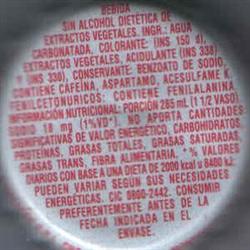 BEBIDA
SIN ALCOHOL DIETÉTICA DE
EXTRACTOS VEGETALES. INGR.: AGUA
CARBONATADA, COLORANTE: (INS 150 d),
EXTRACTOS VEGETALES, ACIDULANTE (INS 338)
Y (INS 330), CONSERVANTE: BENZOATO DE SODIO,
CONTIENE CAFEÍNA, ASPARTAMO, ACESULFAME K.
FENILCETONURICOS: CONTIENE FENILALANINA
INFORMACIÓN NUTRICIONAL: PORCIÓN 285 ml (1 1/2 VASO)
SODIO 18 mg (1%VD*). NO APORTA CANTIDADES
SIGNIFICATIVAS DE VALOR ENERGÉTICO, CARBOHIDRATOS
PROTEÍNAS, GRASAS TOTALES, GRASAS SATURADAS
GRASAS TRANS, FIBRA ALIMENTARIA. * % VALORES
DIARIOS CON BASE A UNA DIETA DE 2000 kcal u 8400 kJ:
PUEDEN VARIAR SEGÚN SUS NECESIDADES
ENERGÉTICAS. CIC 0800-2442. CONSUMIR
PREFERENTEMENTE ANTES DE LA
FECHA INDICADA EN EL
ENVASE.